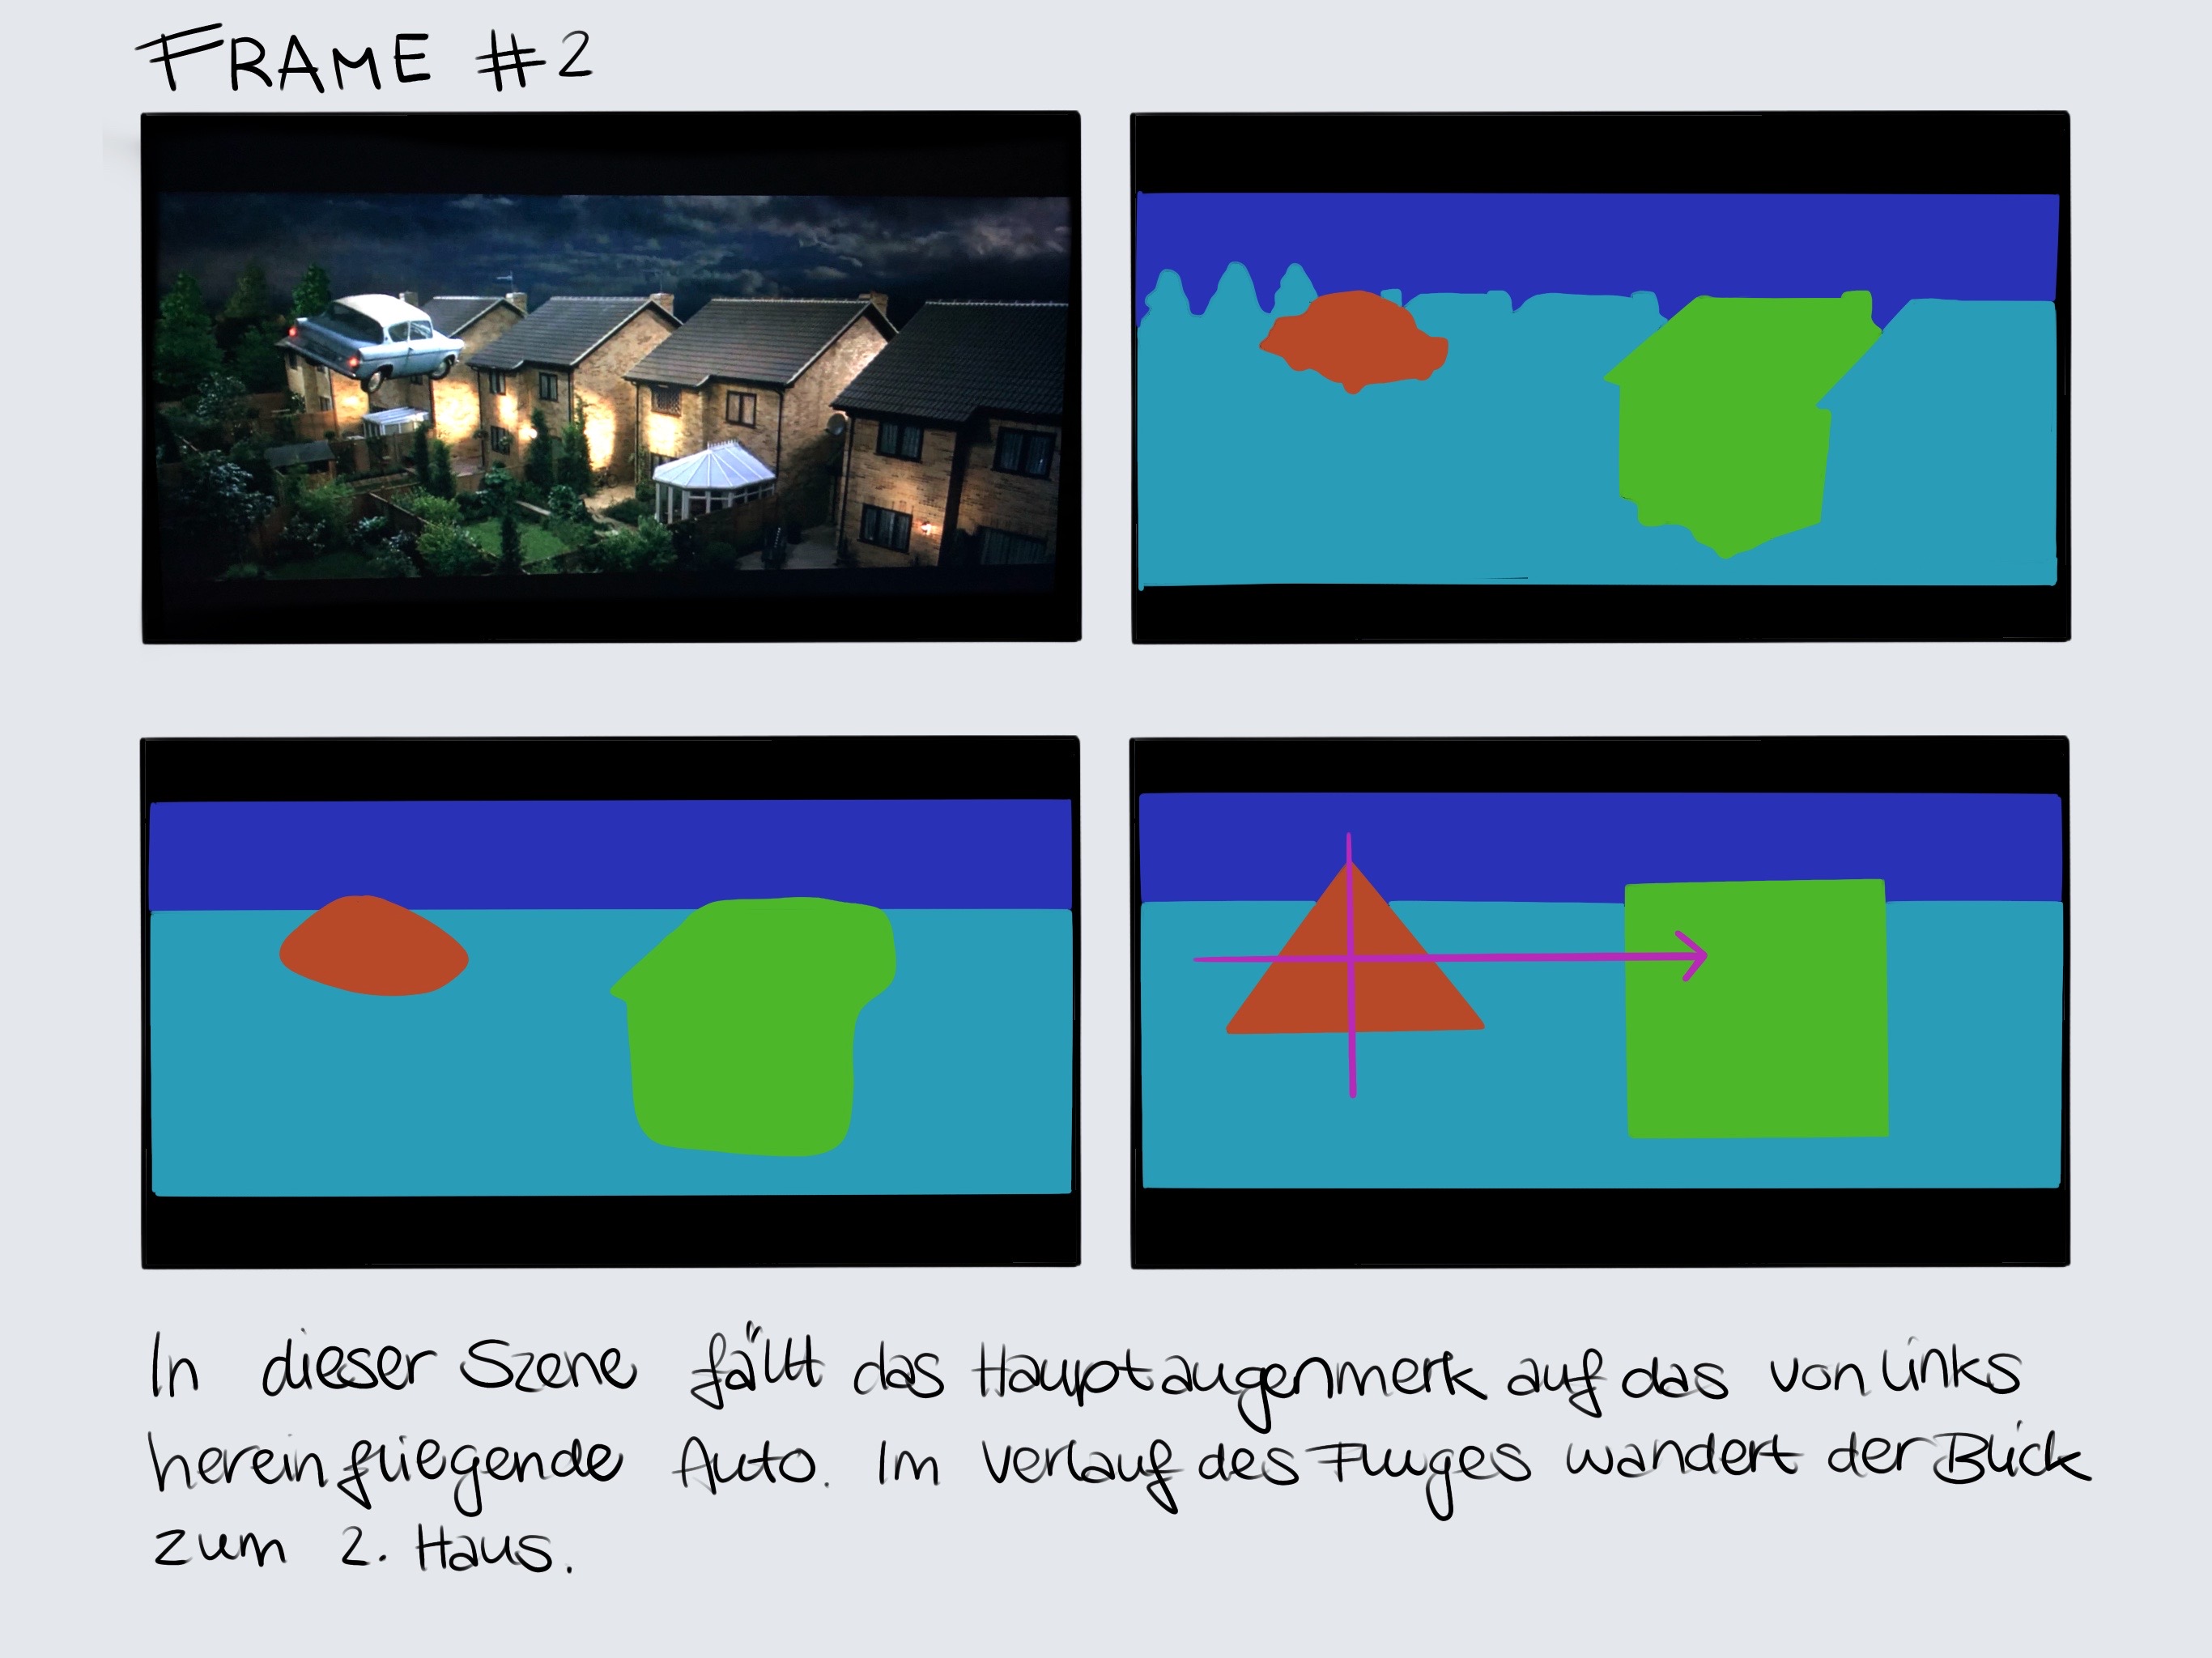 FRAME #2
In dieser Szene fällt das Hauptaugenmerk auf das von links
hereinfliegende Auto. Im Verlauf des Fluges wandert der Blick
zum 2. Haus.